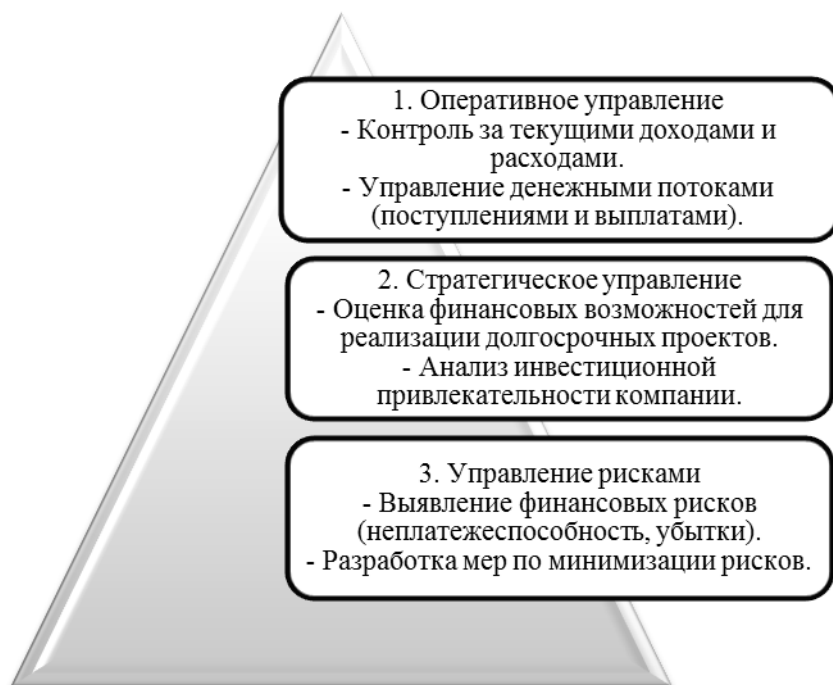 1. Оперативное управление
- Контроль за текущими доходами и
расходами.
- Управление денежными потоками
(поступлениями и выплатами).
2. Стратегическое управление
- Оценка финансовых возможностей для
реализации долгосрочных проектов.
- Анализ инвестиционной
привлекательности компании.
3. Управление рисками
- Выявление финансовых рисков
(неплатежеспособность, убытки).
- Разработка мер по минимизации рисков.